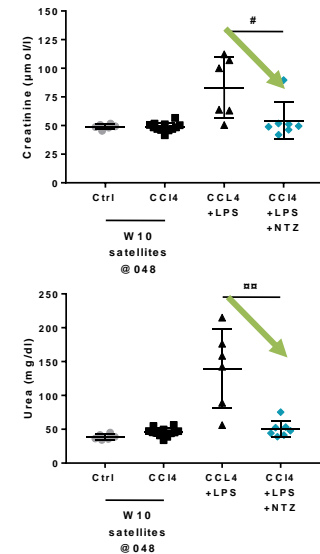 #
150
125
100
75
50
25
0
Creatinine (µmol/l)
Ctrl
CCl4
CCL4
+LPS
CCl4
+LPS
+NTZ
W10
satellites
@048
¤¤
250
200
150
100
50
0
Urea (mg/dl)
Ctrl
CCl4
CCL4
+LPS
CCl4
+LPS
+NTZ
W10
satellites
@048